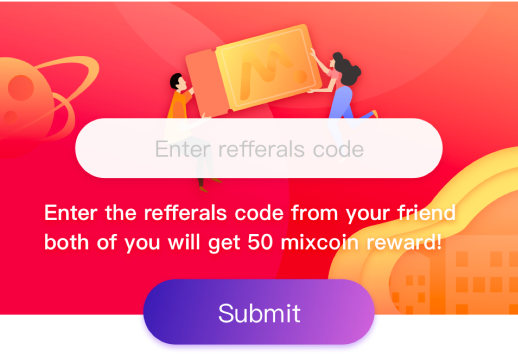 Enter refferals code
Enter the refferals code from your friend
both of you will get 50 mixcoin reward!
Submit